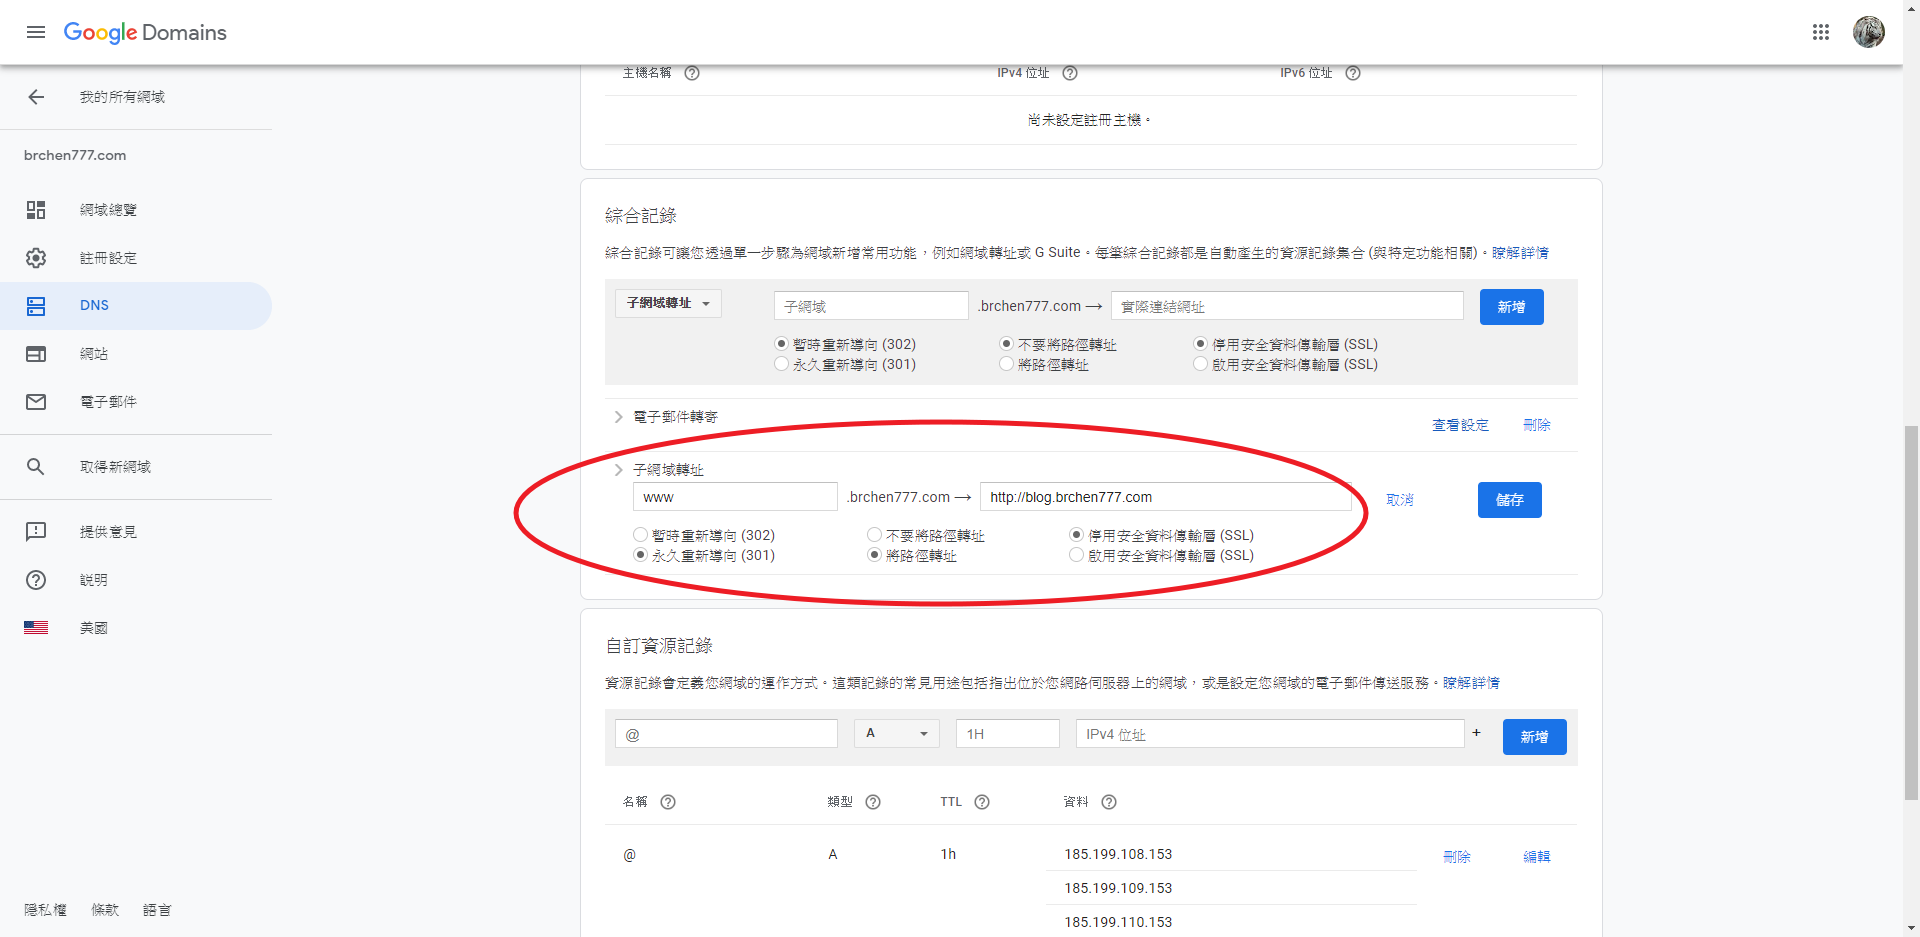 Google Domains
我的所有網域
brchen777.com
網域總覽
註冊設定
DNS
網站
電子郵件
取得新網域
提供意見
說明
美國
隱私權 條款 語言
主機名稱 IPv4 位址 IPv6 位址
尚未設定註冊主機。
綜合記錄
綜合記錄可讓您透過單一步驟為網域新增常用功能，例如網域轉址或 G Suite。每筆綜合記錄都是自動產生的資源記錄集合 (與特定功能相關)。瞭解詳情
子網域轉址 子網域 .brchen777.com → 實際連結網址 新增
暫時重新導向 (302) 不要將路徑轉址 停用安全資料傳輸層 (SSL)
永久重新導向 (301) 將路徑轉址 啟用安全資料傳輸層 (SSL)
電子郵件轉寄 查看設定 刪除
子網域轉址
www .brchen777.com → http://blog.brchen777.com 取消 儲存
暫時重新導向 (302) 不要將路徑轉址 停用安全資料傳輸層 (SSL)
永久重新導向 (301) 將路徑轉址 啟用安全資料傳輸層 (SSL)
自訂資源記錄
資源記錄會定義您網域的運作方式。這類記錄的常見用途包括指出位於您網路伺服器上的網域，或是設定您網域的電子郵件傳送服務。瞭解詳情
@ A 1H IPv4 位址 + 新增
名稱 類型 TTL 資料
@ A 1h 185.199.108.153 刪除 編輯
185.199.109.153
185.199.110.153